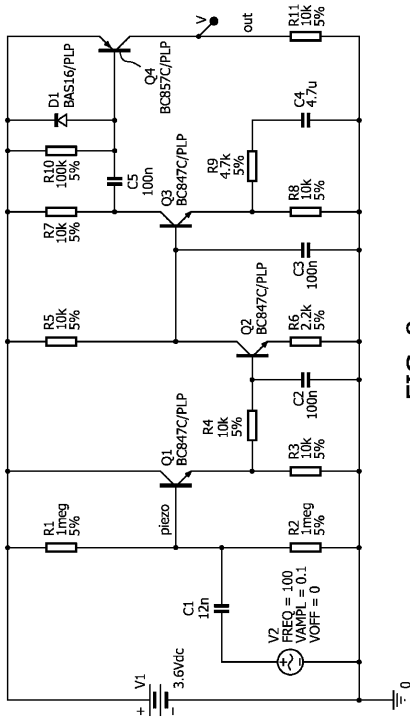 V1
+
3.6Vdc
-
V2
FREQ = 100
VAMPL = 0.1
VOFF = 0
C1
12n
R1
1meg
5%
piezo
R2
1meg
5%
Q1
BC847C/PLP
R4
10k
5%
R3
10k
5%
C2
100n
R5
10k
5%
Q2
BC847C/PLP
R6
2.2k
5%
C3
100n
R7
10k
5%
Q3
BC847C/PLP
R8
10k
5%
R9
4.7k
5%
C4
4.7u
C5
100n
R10
100k
5%
D1
BAS16/PLP
Q4
BC857C/PLP
V
out
R11
10k
5%
0